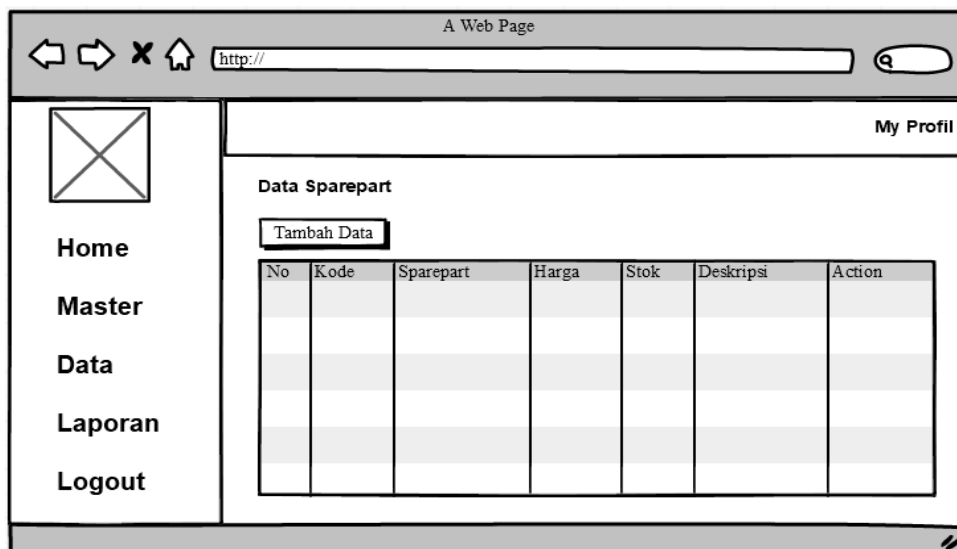 A Web Page
http://
My Profil
Home
Master
Data
Laporan
Logout
Data Sparepart
Tambah Data
No Kode Sparepart Harga Stok Deskripsi Action